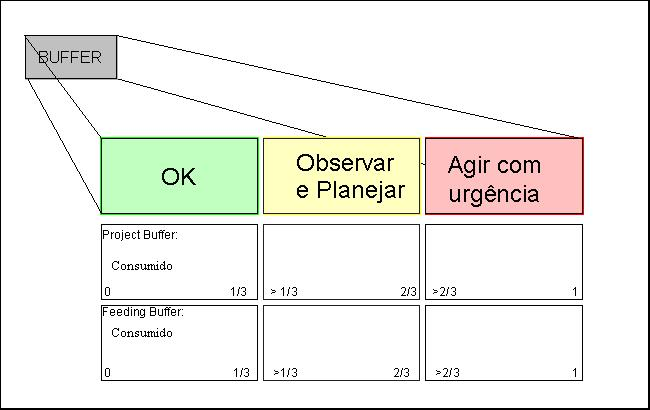 BUFFER
OK
Observar
e Planejar
Agir com
urgência
Project Buffer:
Consumido
0 1/3
> 1/3 2/3
>2/3 1
Feeding Buffer:
Consumido
0 1/3
>1/3 2/3
>2/3 1